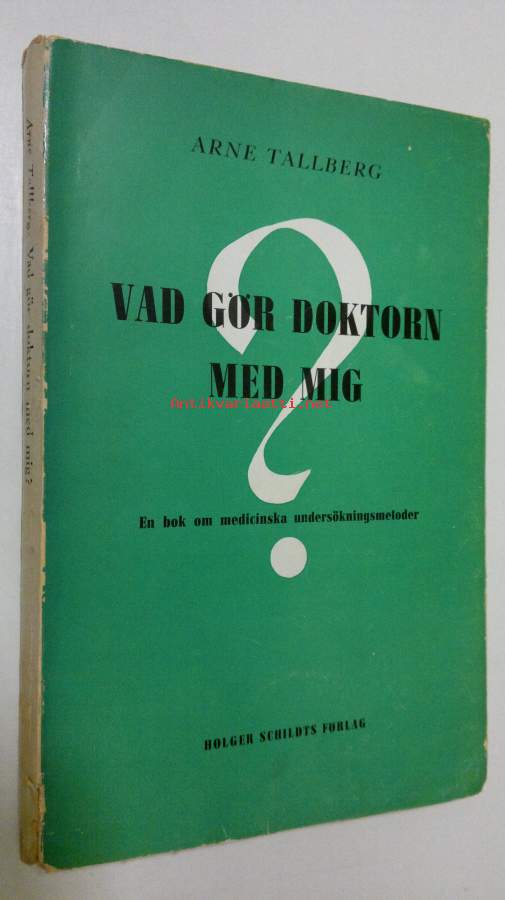 ARNE TALLBERG
?
VAD GÖR DOKTORN
MED MIG
antikvariaatti.net
En bok om medicinska undersökningsmetoder
HOLGER SCHILDTS FÖRLAG
Arne Tallberg. Vad gör doktorn med mig?